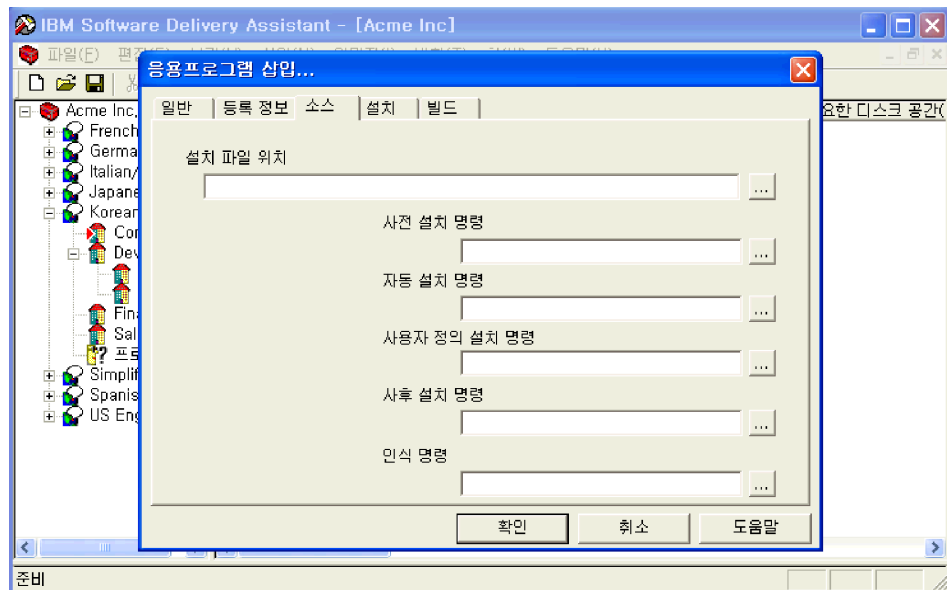 IBM Software Delivery Assistant - [Acme Inc]
파일(F)
응용프로그램 삽입...
일반 등록 정보 소스 설치 빌드
설치 파일 위치
...
사전 설치 명령
...
자동 설치 명령
...
사용자 정의 설치 명령
...
사후 설치 명령
...
인식 명령
...
확인 취소 도움말
Acme Inc,
French
Germa
Italian/
Japane
Korean
Cor
Dev
Fina
Sal
프로
Simplif
Spanis
US Eng
요한 디스크 공간(
준비